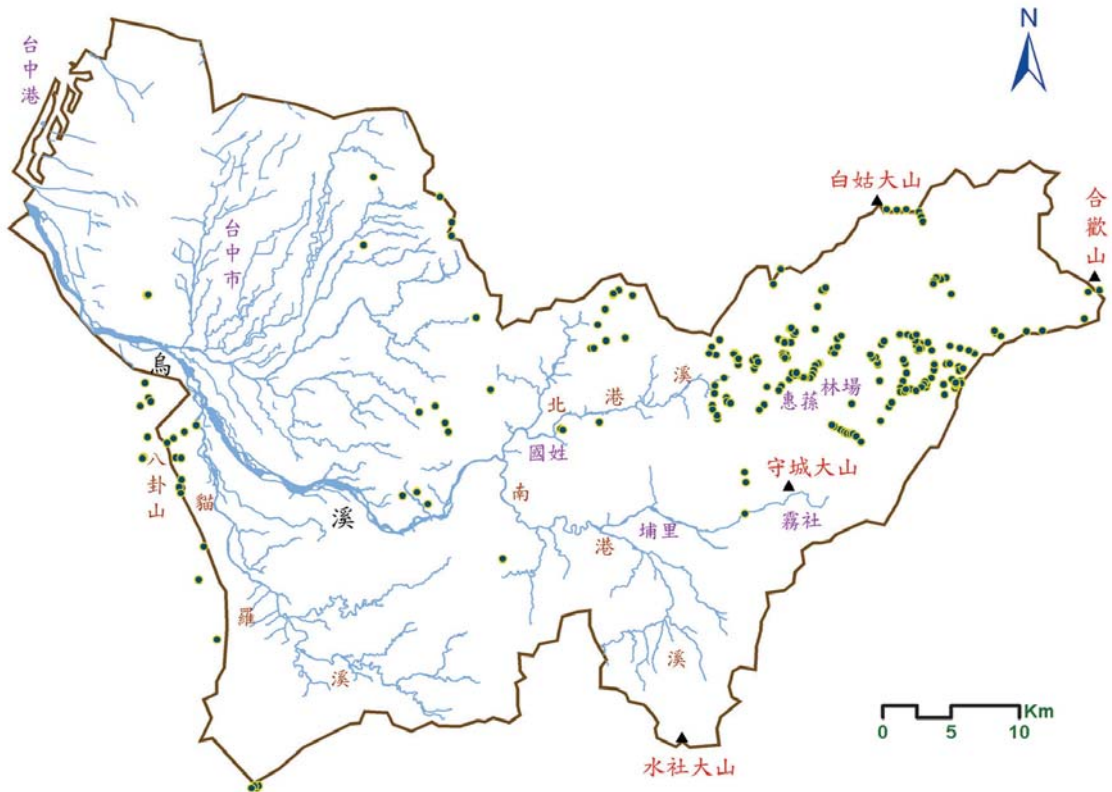 N
台中港
白姑大山
合歡山
台中市
烏
溪
惠蓀
林場
北
港
溪
國姓
八卦山
貓
羅
溪
南
港
溪
守城大山
霧社
埔里
水社大山
Km
0 5 10